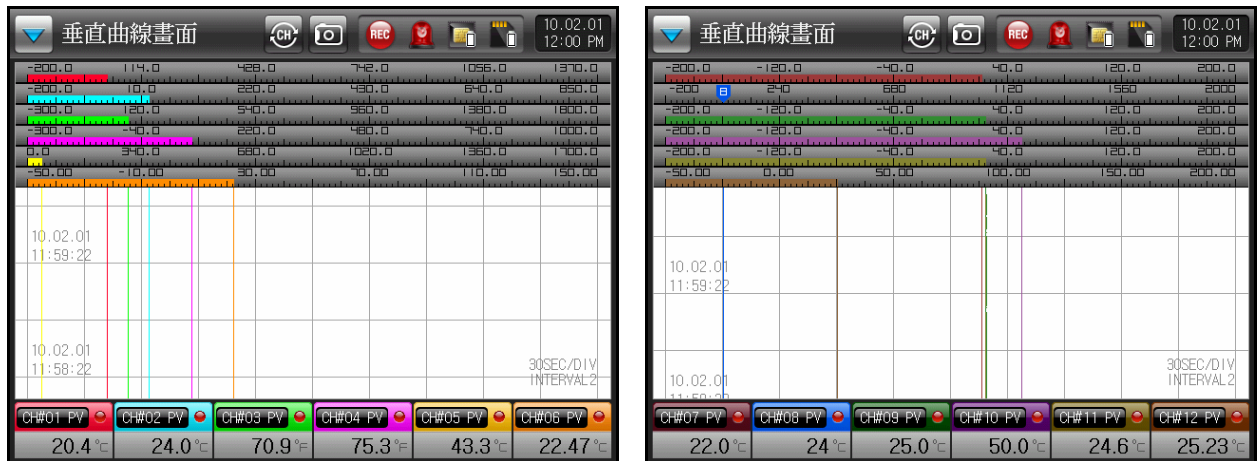 垂直曲線畫面 CH REC 10.02.01
12:00 PM
-200.0 114.0 428.0 742.0 1056.0 1370.0
-200.0 10.0 220.0 430.0 640.0 850.0
-300.0 120.0 540.0 960.0 1380.0 1800.0
-300.0 -40.0 220.0 480.0 740.0 1000.0
0.0 340.0 680.0 1020.0 1360.0 1700.0
-50.00 -10.00 30.00 70.00 110.00 150.00
10.02.01
11:59:22
10.02.01
11:58:22
30SEC/DIV
INTERVAL2
CH#01 PV CH#02 PV CH#03 PV CH#04 PV CH#05 PV CH#06 PV
20.4℃ 24.0℃ 70.9℉ 75.3℉ 43.3℃ 22.47℃
垂直曲線畫面 CH REC 10.02.01
12:00 PM
-200.0 -120.0 -40.0 40.0 120.0 200.0
-200 8 240 680 1120 1560 2000
-200.0 -120.0 -40.0 40.0 120.0 200.0
-200.0 -120.0 -40.0 40.0 120.0 200.0
-200.0 -120.0 -40.0 40.0 120.0 200.0
-50.00 0.00 50.00 100.00 150.00 200.00
10.02.01
11:59:22
10.02.01
30SEC/DIV
INTERVAL2
CH#07 PV CH#08 PV CH#09 PV CH#10 PV CH#11 PV CH#12 PV
22.0℃ 24℃ 25.0℃ 50.0℃ 24.6℃ 25.23℃